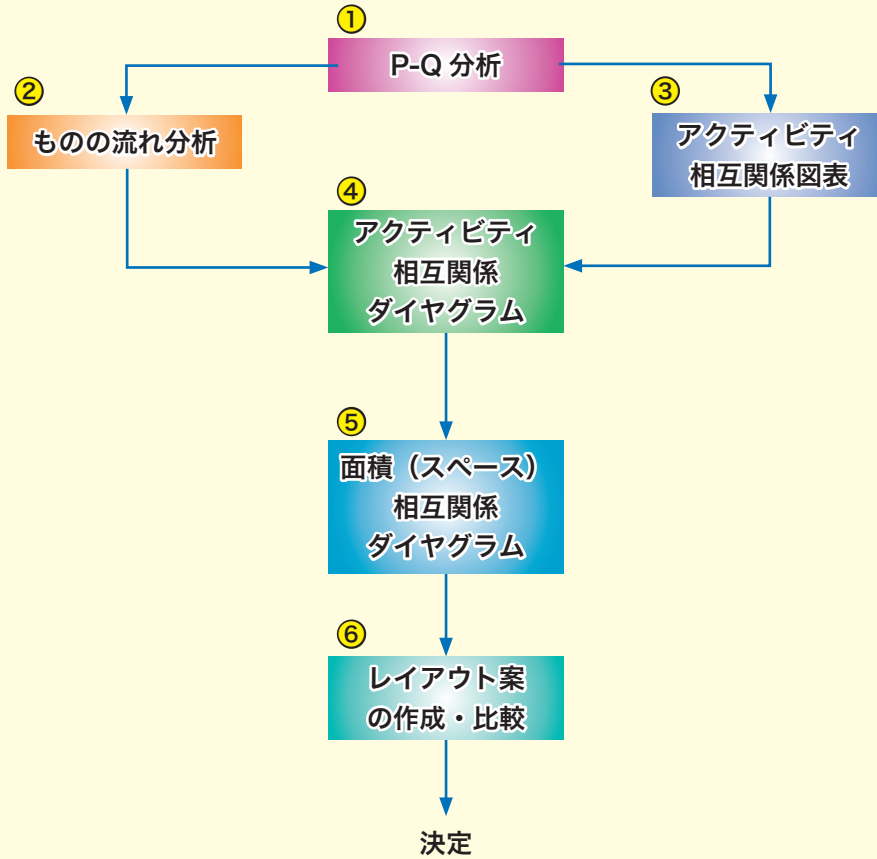 ①
P-Q 分析
②
ものの流れ分析
③
アクティビティ
相互関係図表
④
アクティビティ
相互関係
ダイヤグラム
⑤
面積（スペース）
相互関係
ダイヤグラム
⑥
レイアウト案
の作成・比較
決定